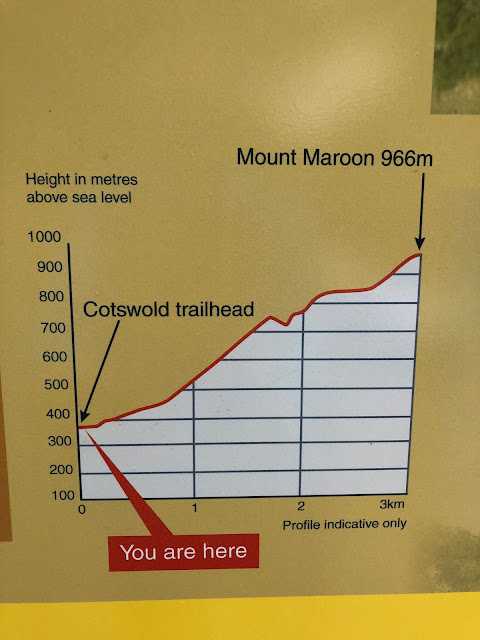 Mount Maroon 966m
Height in metres
above sea level
1000
900
800
Cotswold trailhead
700
600
500
400
300
200
100
0 1 2 3km
Profile indicative only
You are here